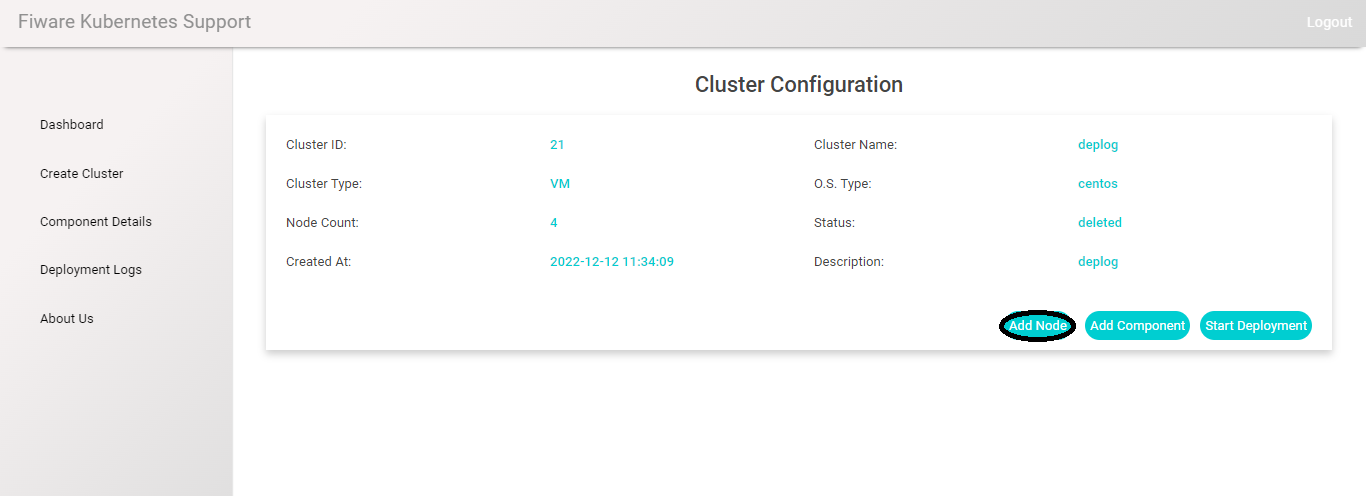 Fiware Kubernetes Support
Logout
Dashboard
Create Cluster
Component Details
Deployment Logs
About Us
Cluster Configuration
Cluster ID: 21 Cluster Name: deplog
Cluster Type: VM O.S. Type: centos
Node Count: 4 Status: deleted
Created At: 2022-12-12 11:34:09 Description: deplog
Add Node Add Component Start Deployment